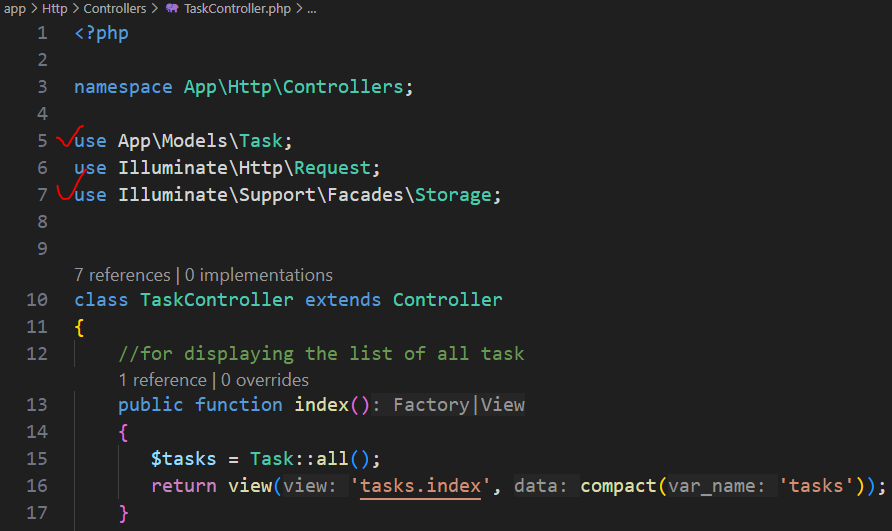 app > Http > Controllers > TaskController.php > ...
1 <?php
2
3 namespace App\Http\Controllers;
4
5 use App\Models\Task;
6 use Illuminate\Http\Request;
7 use Illuminate\Support\Facades\Storage;
8
9
7 references | 0 implementations
10 class TaskController extends Controller
11 {
12 //for displaying the list of all task
1 reference | 0 overrides
13 public function index(): Factory|View
14 {
15 $tasks = Task::all();
16 return view(view: 'tasks.index', data: compact(var_name: 'tasks'));
17 }